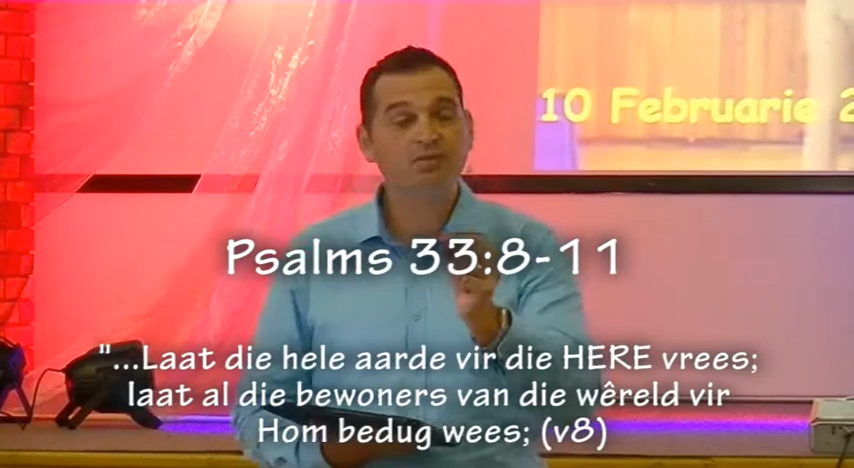 10 Februarie 2
Psalms 33:8-11
"...Laat die hele aarde vir die HERE vrees;
laat al die bewoners van die wêreld vir
Hom bedug wees; (v8)